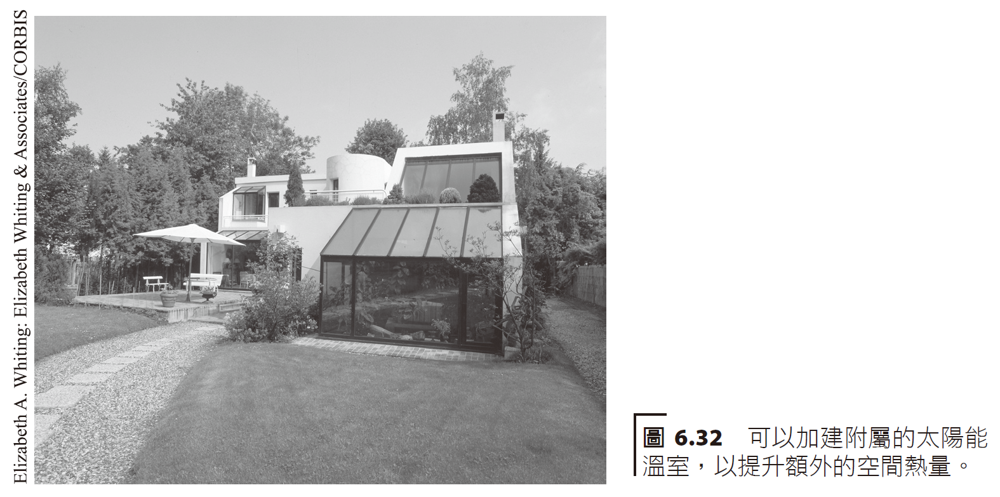 Elizabeth A. Whiting: Elizabeth Whiting & Associates/CORBIS
圖 6.32 可以加建附屬的太陽能
溫室，以提升額外的空間熱量。